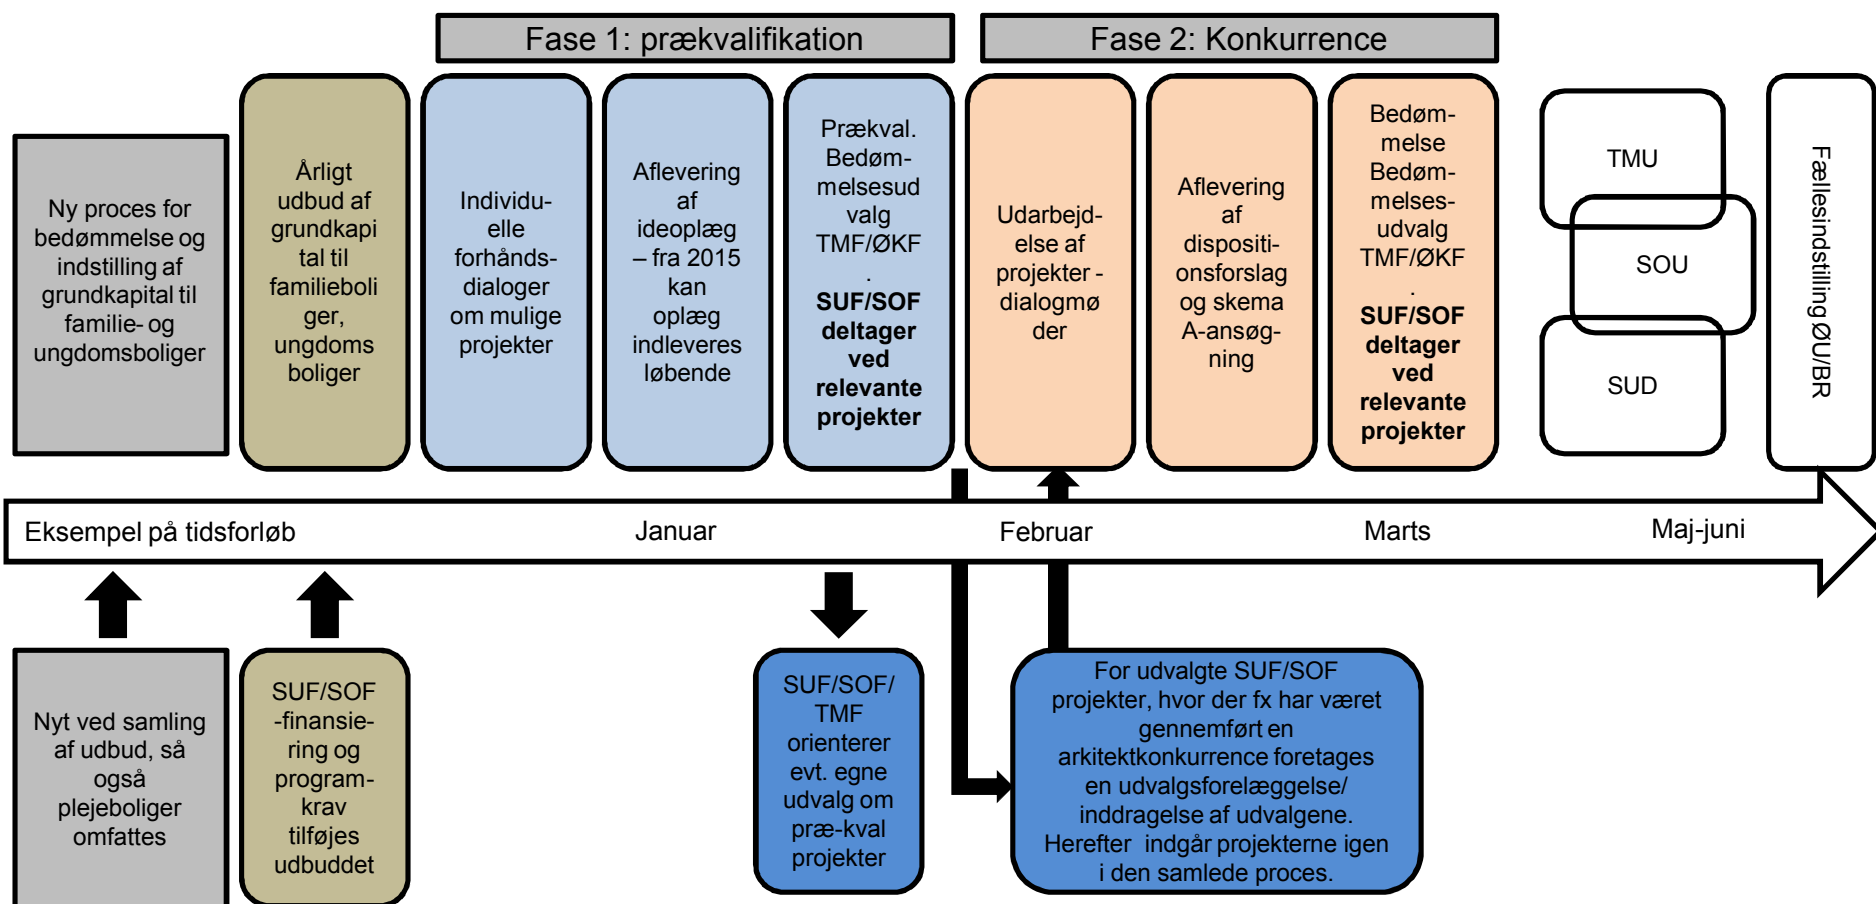 Fase 1: prækvalifikation
Fase 2: Konkurrence
Ny proces for
bedømmelse og
indstilling af
grundkapital til
familie- og
ungdomsboliger
Årligt
udbud af
grundkapi
tal til
familieboli
ger,
ungdoms
boliger
Individu-
elle
forhånds-
dialoger
om mulige
projekter
Aflevering
af
ideoplæg
– fra 2015
kan
oplæg
indleveres
løbende
Prækval.
Bedøm-
melsesud
valg
TMF/ØKF
.
SUF/SOF
deltager
ved
relevante
projekter
Udarbejd-
else af
projekter -
dialogmø
der
Aflevering
af
dispositi-
onsforslag
og skema
A-ansøg-
ning
Bedøm-
melse
Bedøm-
melses-
udvalg
TMF/ØKF
.
SUF/SOF
deltager
ved
relevante
projekter
TMU
SOU
SUD
Fællesindstilling ØU/BR
Eksempel på tidsforløb
Januar
Februar
Marts
Maj-juni
Nyt ved samling
af udbud, så
også
plejeboliger
omfattes
SUF/SOF
-finansie-
ring og
program-
krav
tilføjes
udbuddet
SUF/SOF/
TMF
orienterer
evt. egne
udvalg om
præ-kval
projekter
For udvalgte SUF/SOF
projekter, hvor der fx har været
gennemført en
arkitektkonkurrence foretages
en udvalgsforelæggelse/
inddragelse af udvalgene.
Herefter indgår projekterne igen
i den samlede proces.